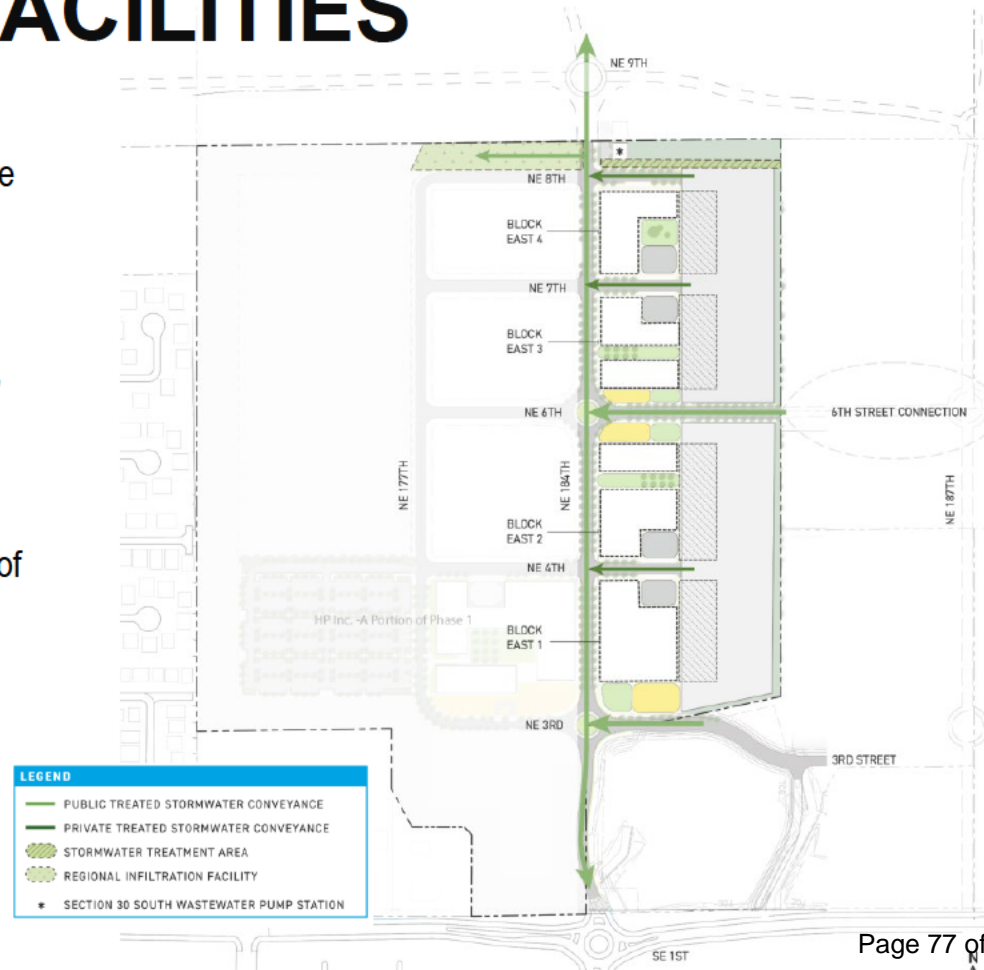 ACILITIES
e
of
NE 9TH
*
NE 8TH
BLOCK
EAST 4
NE 7TH
BLOCK
EAST 3
NE 6TH
6TH STREET CONNECTION
NE 177TH
NE 184TH
NE 187TH
BLOCK
EAST 2
NE 4TH
HP Inc. -A Portion of Phase 1
BLOCK
EAST 1
NE 3RD
3RD STREET
LEGEND
PUBLIC TREATED STORMWATER CONVEYANCE
PRIVATE TREATED STORMWATER CONVEYANCE
STORMWATER TREATMENT AREA
REGIONAL INFILTRATION FACILITY
* SECTION 30 SOUTH WASTEWATER PUMP STATION
SE 1ST
Page 77 of
N